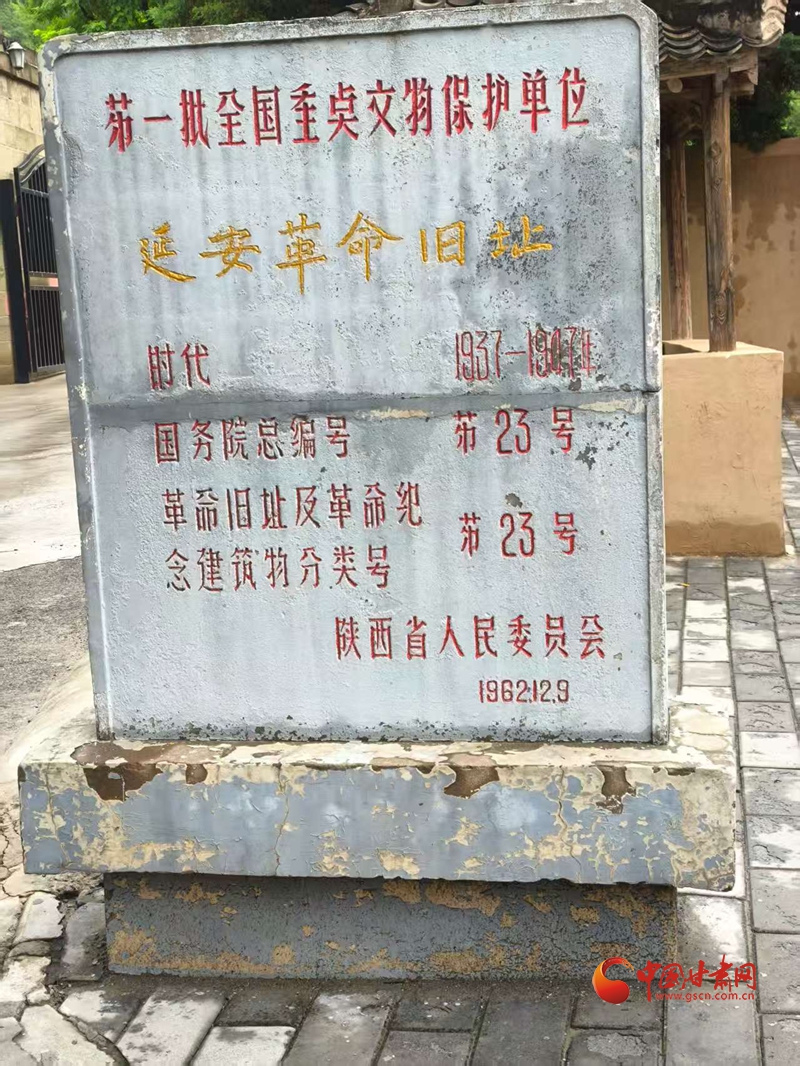 第一批全国重点文物保护单位
延安革命旧址
时代 1937—1947年
国务院总编号 第23号
革命旧址及革命纪
念建筑物分类号 第23号
陕西省人民委员会
1962.12.9
中国甘肃网
www.gscn.com.cn